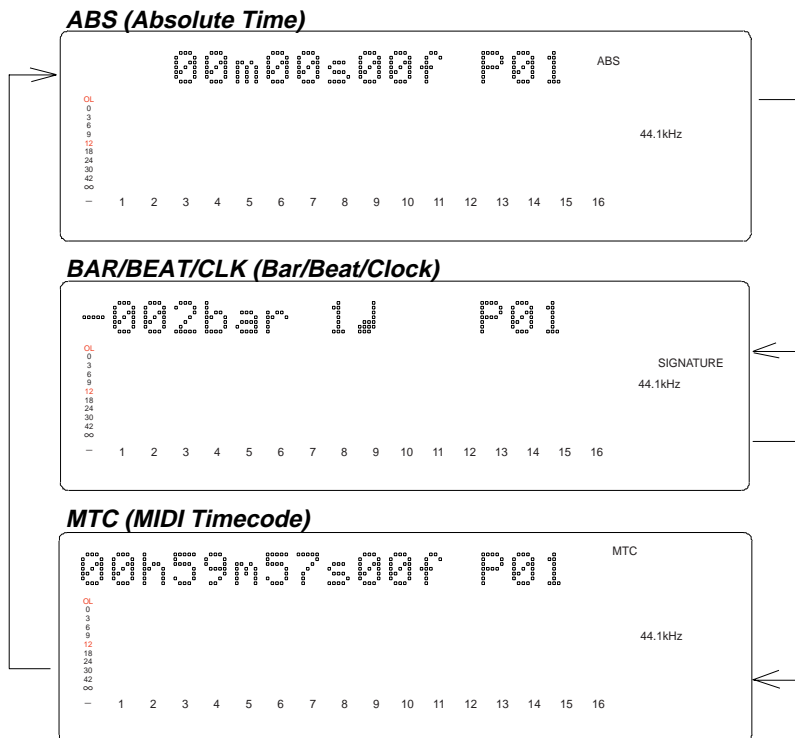 ABS (Absolute Time)
00m00s00f P01 ABS
OL
0
3
6
9
12
18
24
30
42
∞
44.1kHz
– 1 2 3 4 5 6 7 8 9 10 11 12 13 14 15 16
BAR/BEAT/CLK (Bar/Beat/Clock)
-002bar 1♩ P01
OL
0
3
6
9
12
18
24
30
42
∞
SIGNATURE
44.1kHz
– 1 2 3 4 5 6 7 8 9 10 11 12 13 14 15 16
MTC (MIDI Timecode)
00h59m57s00f P01 MTC
OL
0
3
6
9
12
18
24
30
42
∞
44.1kHz
– 1 2 3 4 5 6 7 8 9 10 11 12 13 14 15 16